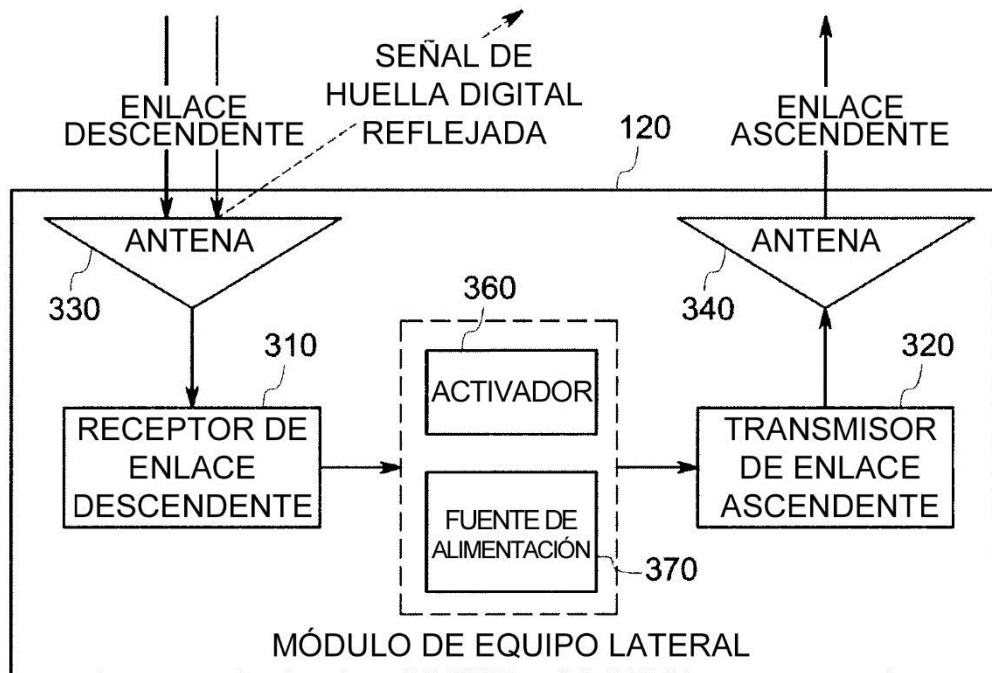 SEÑAL DE
HUELLA DIGITAL
REFLEJADA
ENLACE
DESCENDENTE
ENLACE
ASCENDENTE
120
ANTENA
330
ANTENA
340
360
310
320
ACTIVADOR
RECEPTOR DE
ENLACE
DESCENDENTE
TRANSMISOR
DE ENLACE
ASCENDENTE
FUENTE DE
ALIMENTACIÓN
370
MÓDULO DE EQUIPO LATERAL